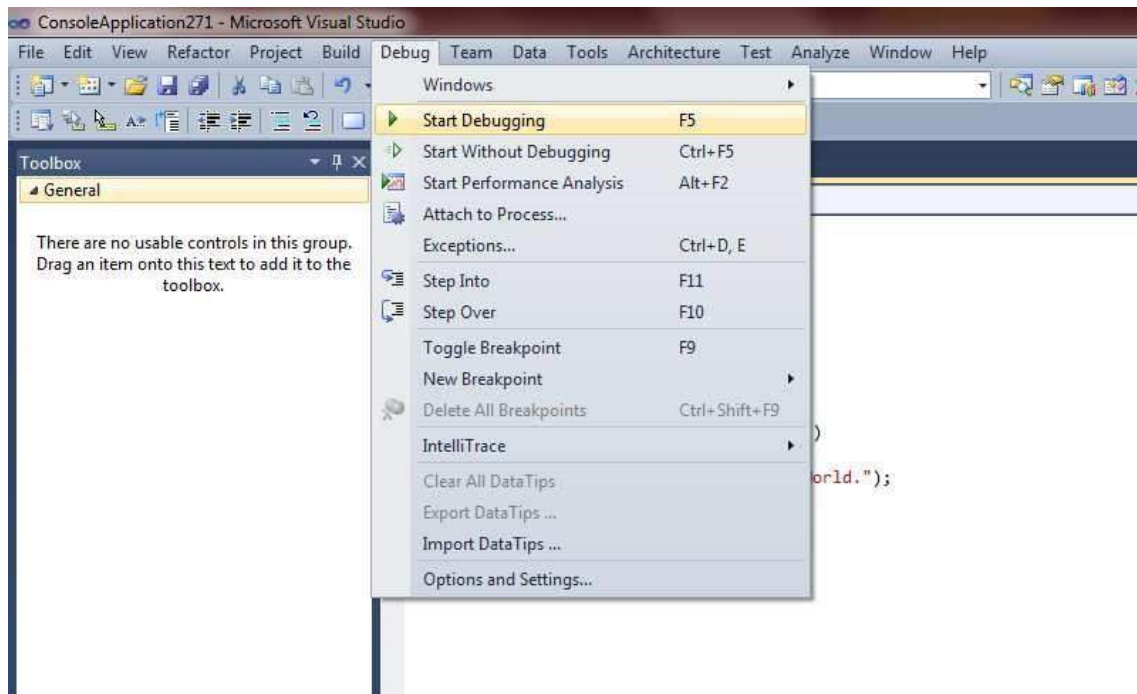 ConsoleApplication271 - Microsoft Visual Studio
File Edit View Refactor Project Build Debug Team Data Tools Architecture Test Analyze Window Help
Toolbox
General
There are no usable controls in this group.
Drag an item onto this text to add it to the
toolbox.
Windows
Start Debugging F5
Start Without Debugging Ctrl+F5
Start Performance Analysis Alt+F2
Attach to Process...
Exceptions... Ctrl+D, E
Step Into F11
Step Over F10
Toggle Breakpoint F9
New Breakpoint
Delete All Breakpoints Ctrl+Shift+F9
IntelliTrace
Clear All DataTips
Export DataTips ...
Import DataTips ...
Options and Settings...
)
orld.");